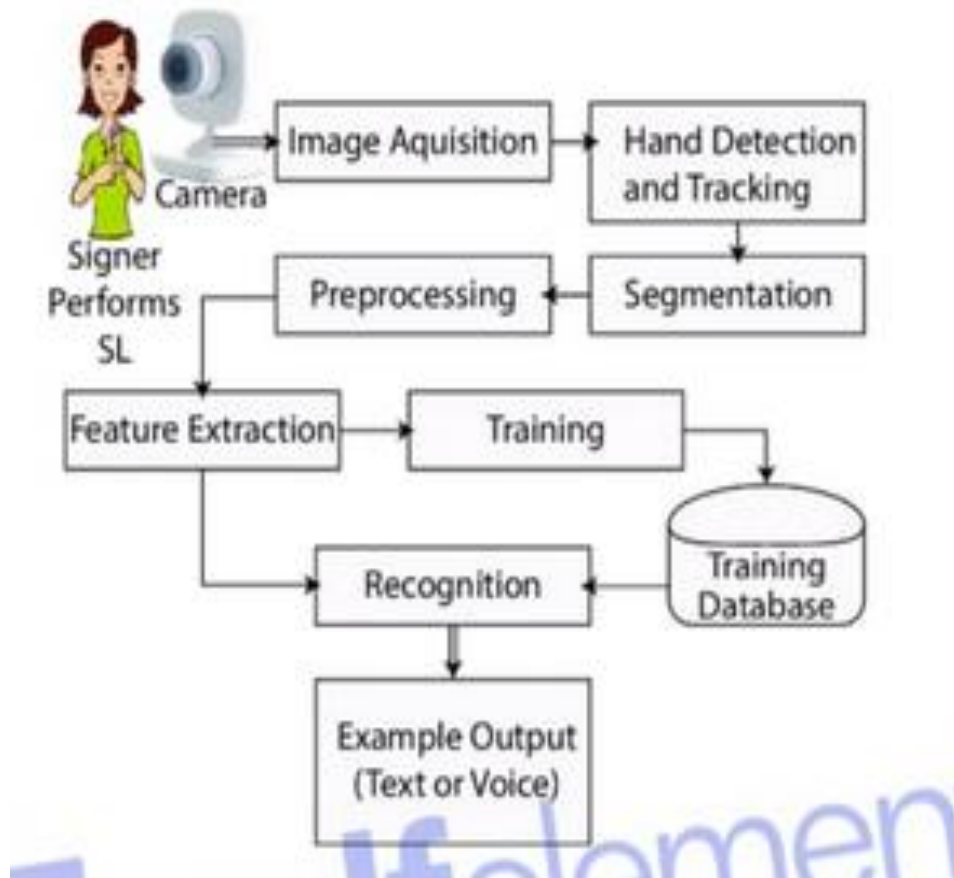 Camera
Signer
Performs
SL
Image Aquisition
Hand Detection
and Tracking
Segmentation
Preprocessing
Feature Extraction
Training
Training
Database
Recognition
Example Output
(Text or Voice)